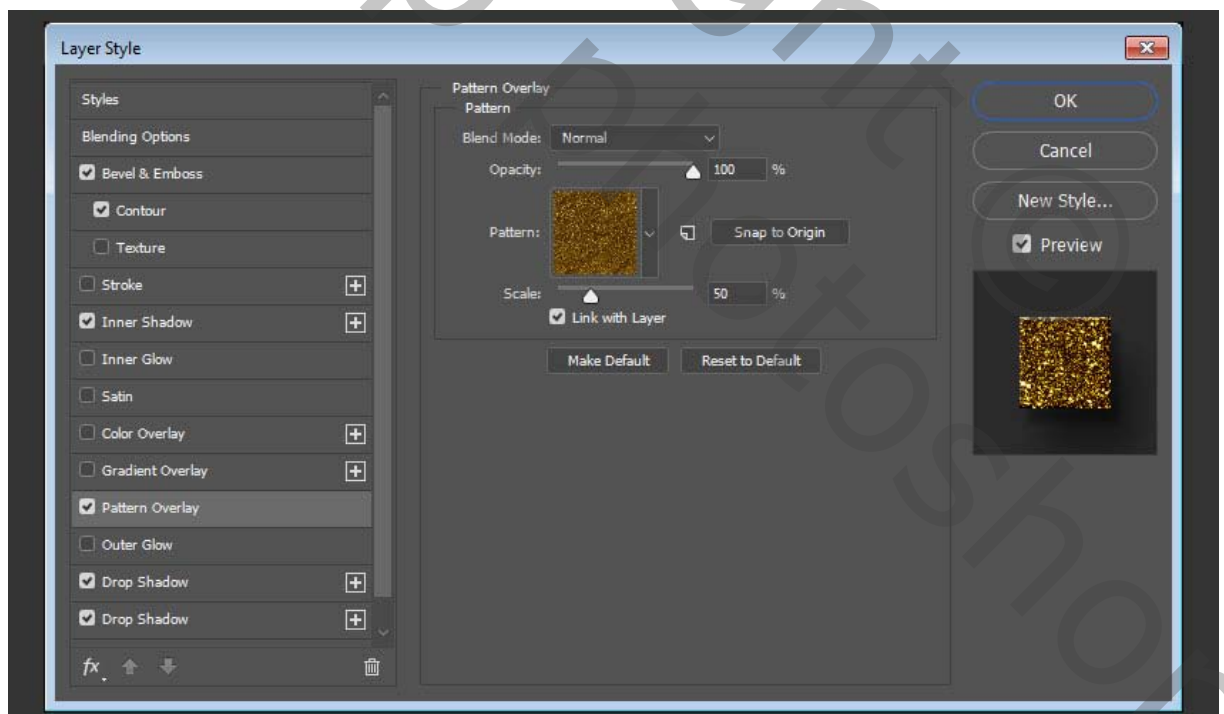 Layer Style
Styles
Blending Options
Bevel & Emboss
Contour
Texture
Stroke
Inner Shadow
Inner Glow
Satin
Color Overlay
Gradient Overlay
Pattern Overlay
Outer Glow
Drop Shadow
Drop Shadow
fx
Pattern Overlay
Pattern
Blend Mode: Normal
Opacity: 100 %
Pattern: Snap to Origin
Scale: 50 %
Link with Layer
Make Default Reset to Default
OK
Cancel
New Style...
Preview